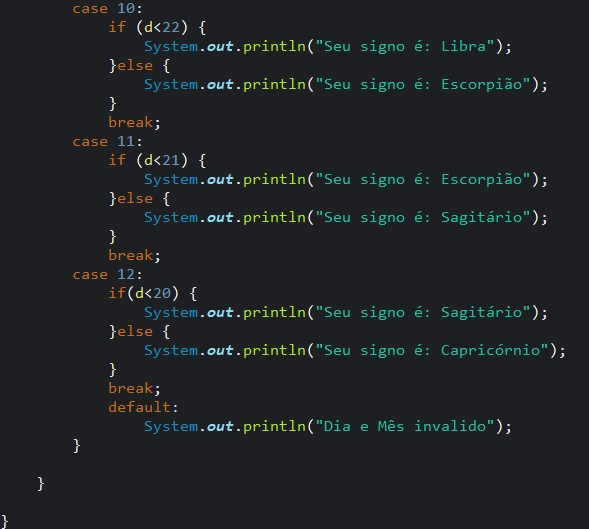 case 10:
if (d<22) {
System.out.println("Seu signo é: Libra");
}else {
System.out.println("Seu signo é: Escorpião");
}
break;
case 11:
if (d<21) {
System.out.println("Seu signo é: Escorpião");
}else {
System.out.println("Seu signo é: Sagitário");
}
break;
case 12:
if(d<20) {
System.out.println("Seu signo é: Sagitário");
}else {
System.out.println("Seu signo é: Capricórnio");
}
break;
default:
System.out.println("Dia e Mês invalido");
}
}
}